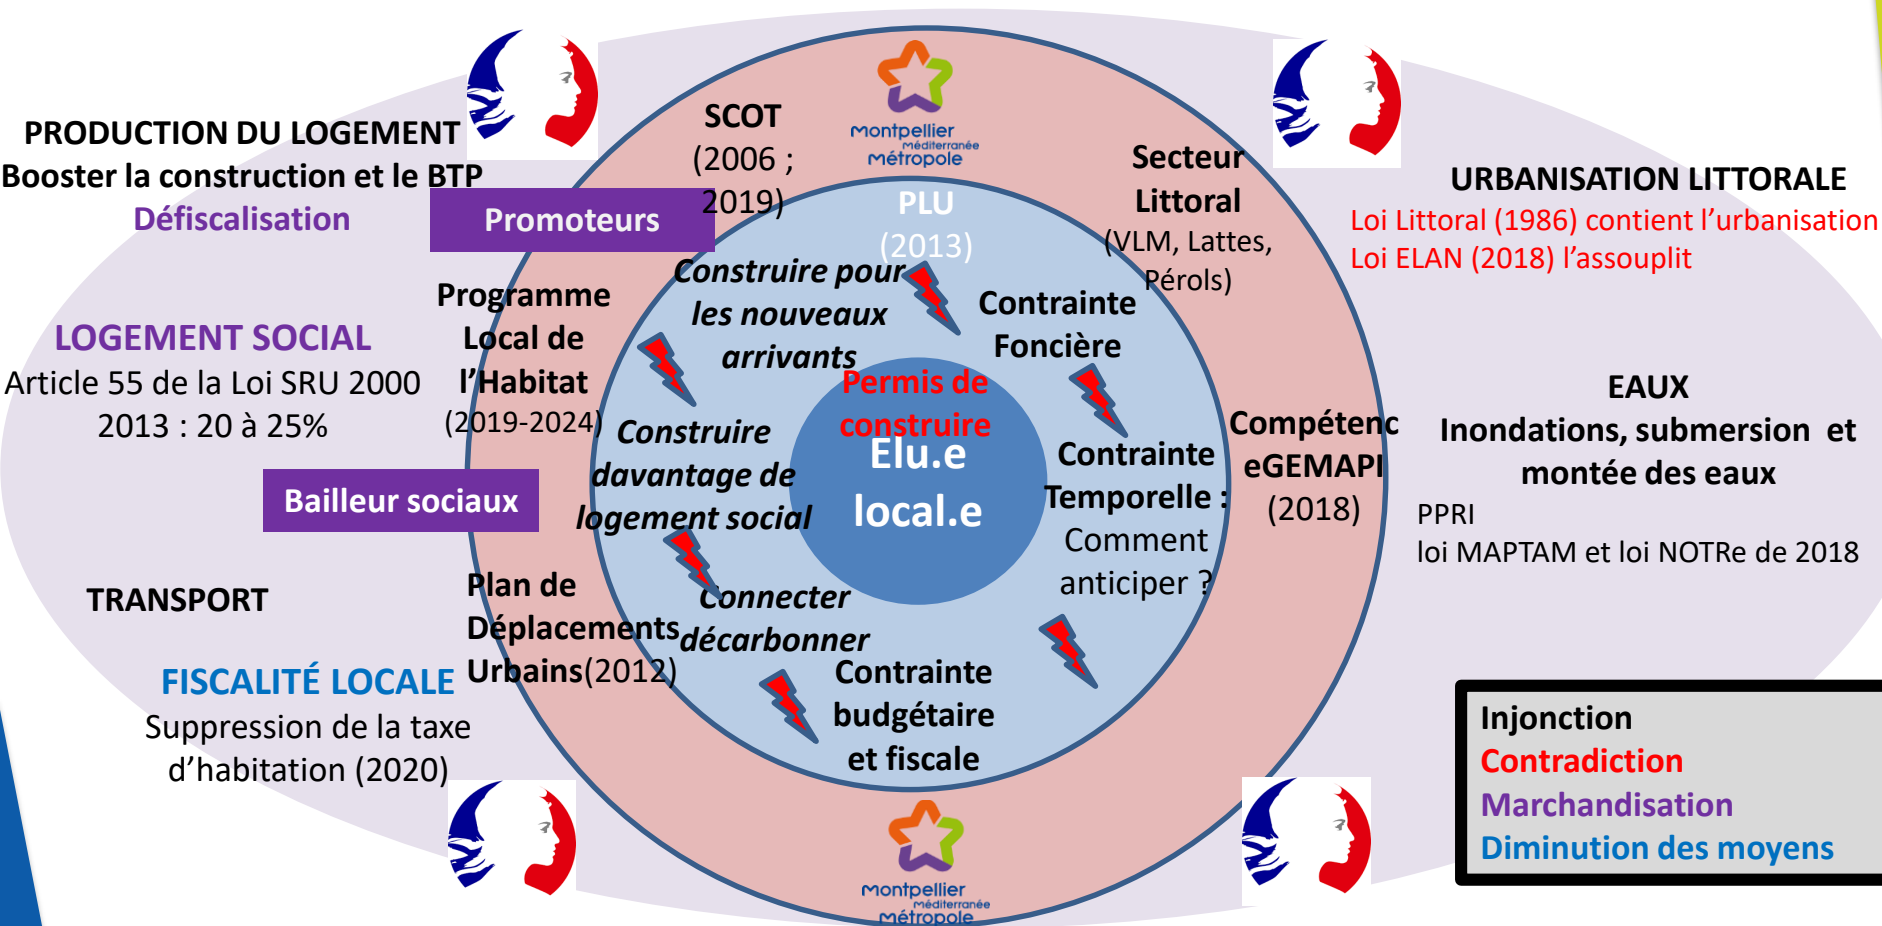 PRODUCTION DU LOGEMENT
Booster la construction et le BTP
Défiscalisation
LOGEMENT SOCIAL
Article 55 de la Loi SRU 2000
2013 : 20 à 25%
Bailleur sociaux
TRANSPORT
FISCALITÉ LOCALE
Suppression de la taxe
d’habitation (2020)
Promoteurs
SCOT
(2006 ;
2019)
Programme
Local de
l’Habitat
(2019-2024)
Plan de
Déplacements
Urbains(2012)
montpellier
méditerranée
métropole
Secteur
Littoral
(VLM, Lattes,
Pérols)
Compétenc
eGEMAPI
(2018)
PLU
(2013)
Construire pour
les nouveaux
arrivants
Construire
davantage de
logement social
Connecter
décarbonner
Contrainte
Foncière
Contrainte
Temporelle :
Comment
anticiper ?
Contrainte
budgétaire
et fiscale
Permis de
construire
Elu.e
local.e
montpellier
méditerranée
métropole
URBANISATION LITTORALE
Loi Littoral (1986) contient l’urbanisation
Loi ELAN (2018) l’assouplit
EAUX
Inondations, submersion et
montée des eaux
PPRI
loi MAPTAM et loi NOTRe de 2018
Injonction
Contradiction
Marchandisation
Diminution des moyens